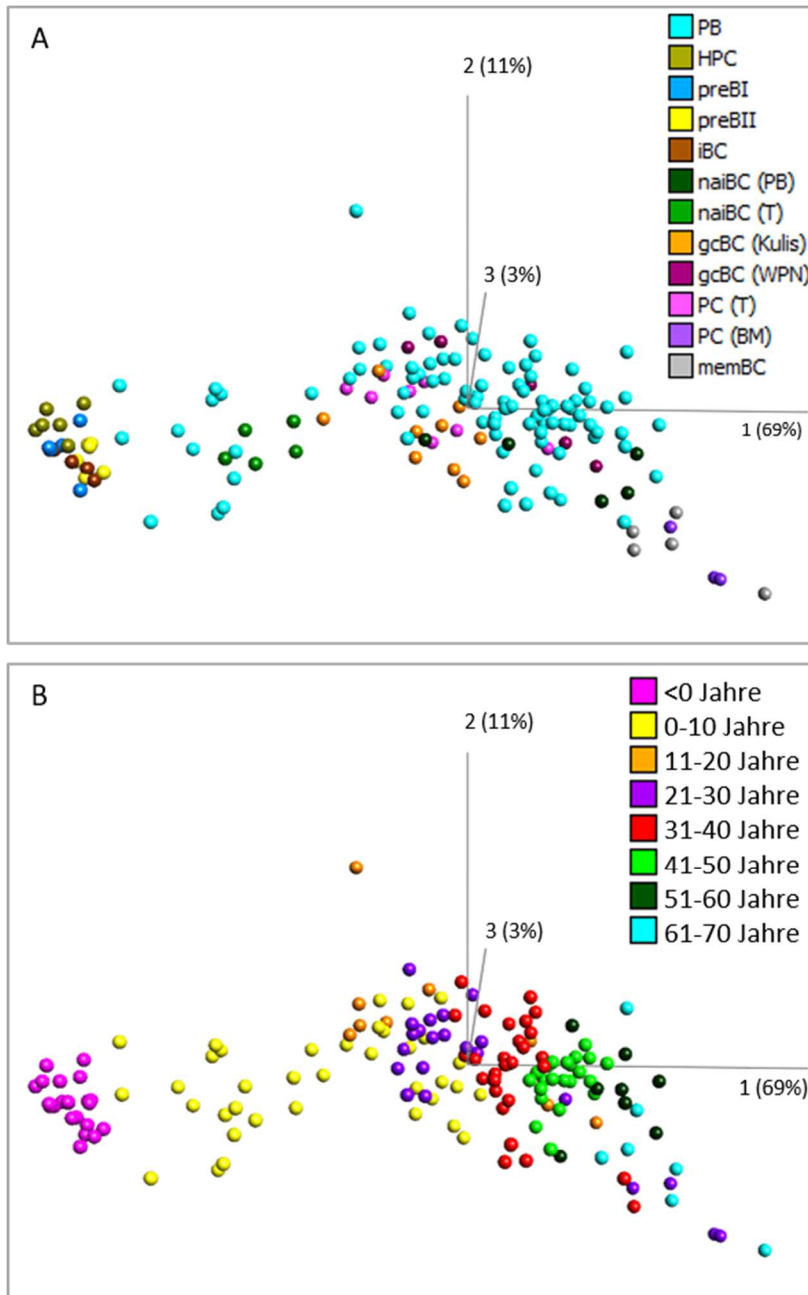 A
2 (11%)
3 (3%)
1 (69%)
PB
HPC
preBI
preBII
iBC
naiBC (PB)
naiBC (T)
gcBC (Kulis)
gcBC (WPN)
PC (T)
PC (BM)
memBC
B
2 (11%)
3 (3%)
1 (69%)
<0 Jahre
0-10 Jahre
11-20 Jahre
21-30 Jahre
31-40 Jahre
41-50 Jahre
51-60 Jahre
61-70 Jahre